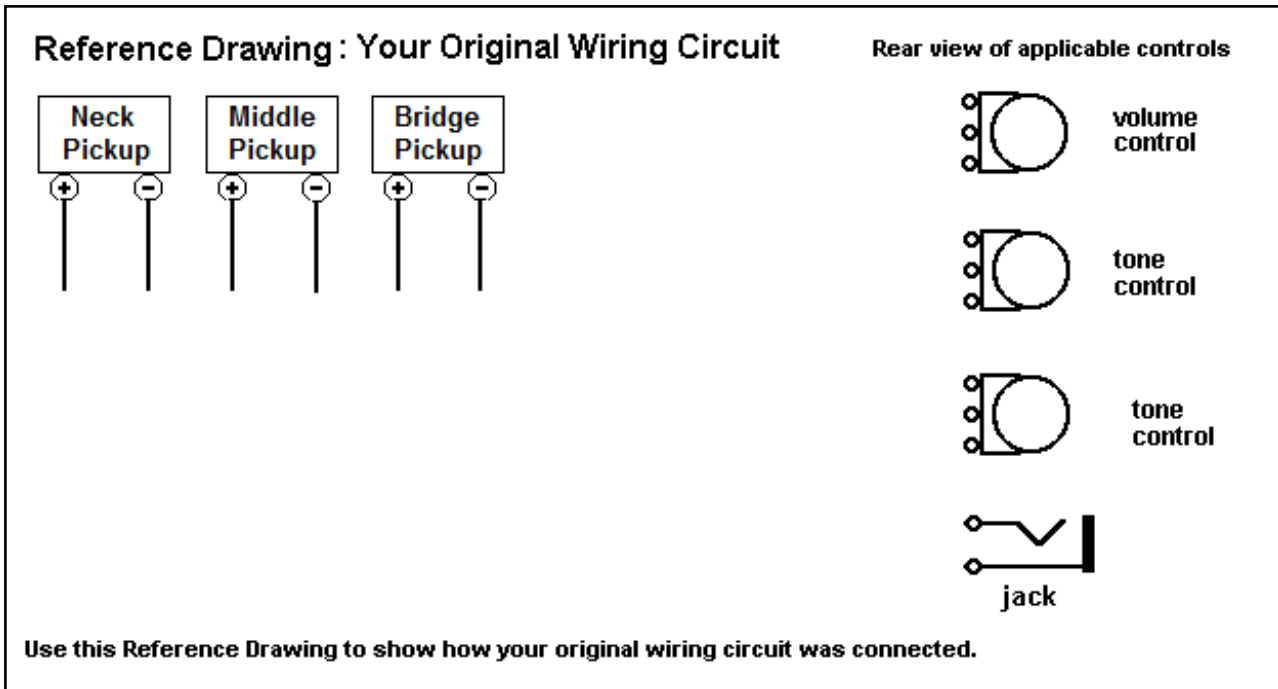 Reference Drawing : Your Original Wiring Circuit
Rear view of applicable controls
Neck
Pickup
Middle
Pickup
Bridge
Pickup
+
−
+
−
+
−
volume
control
tone
control
tone
control
jack
Use this Reference Drawing to show how your original wiring circuit was connected.